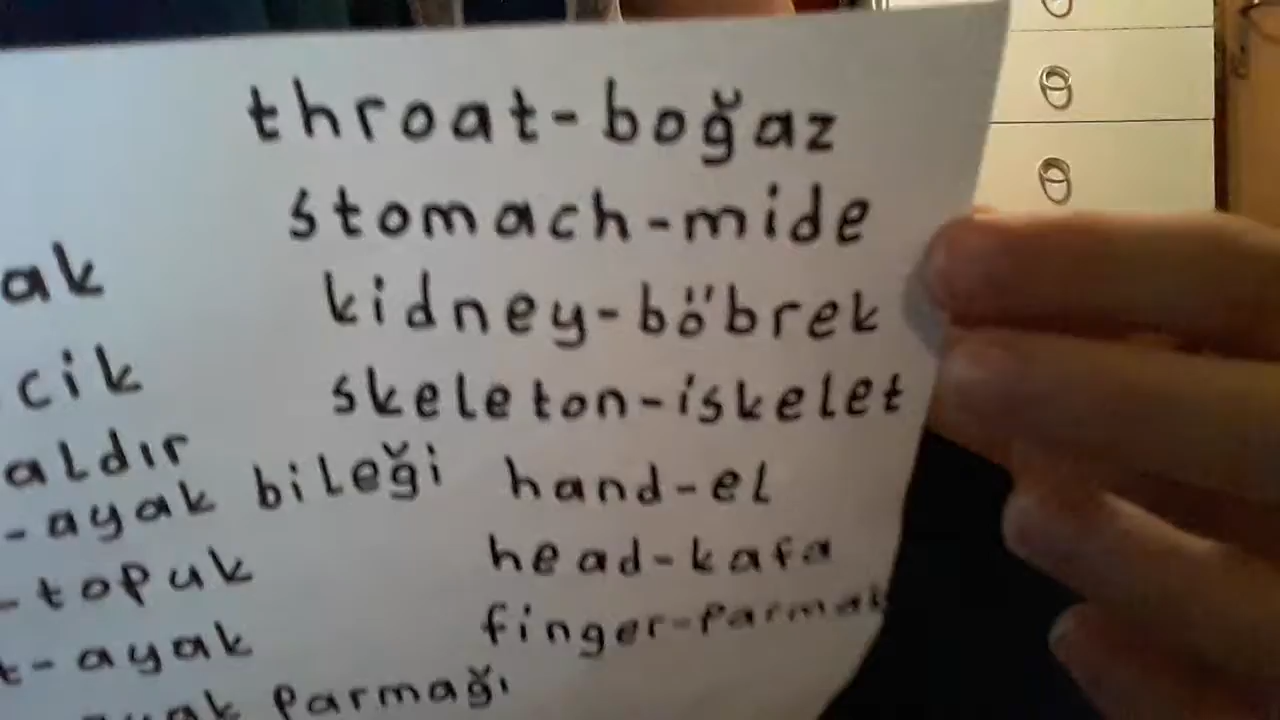 throat-boğaz
stomach-mide
kidney-böbrek
skeleton-iskelet
hand-el
head-kafa
finger-parmak
ak
cik
aldır
-ayak bileği
-topuk
t-ayak
parmağı